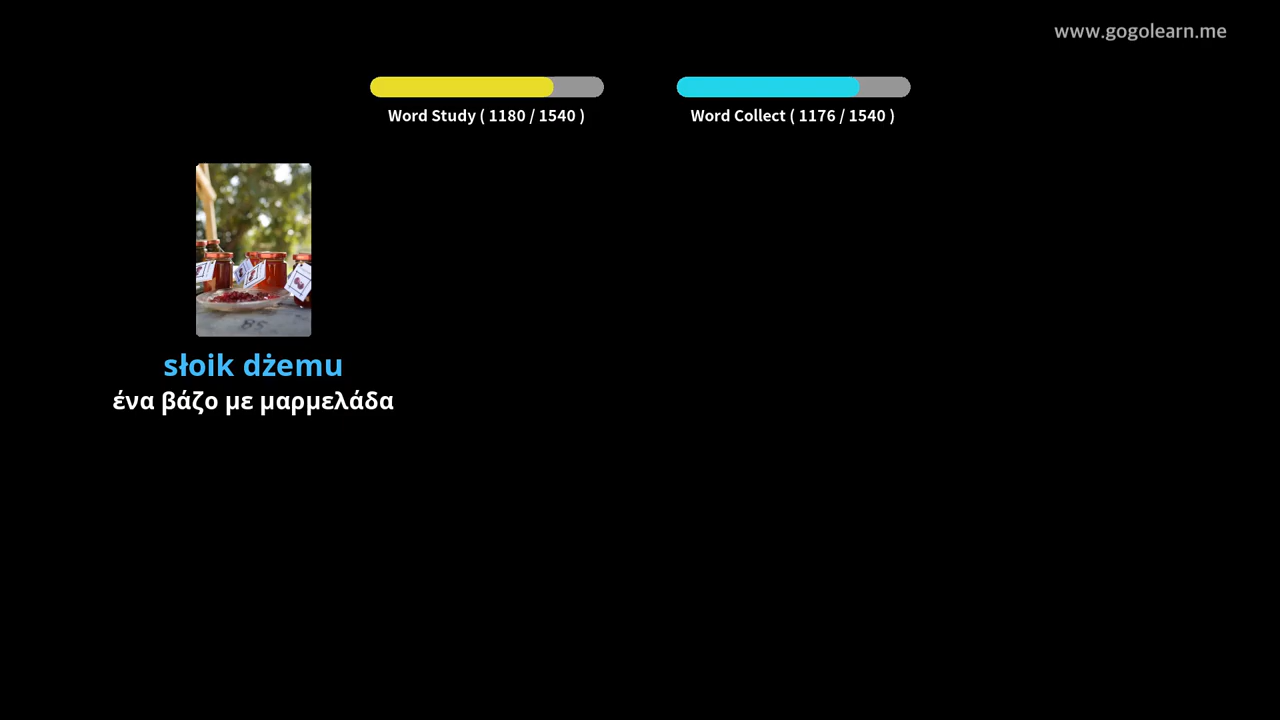 www.gogolearn.me
Word Study ( 1180 / 1540 )
Word Collect ( 1176 / 1540 )
słoik dżemu
ένα βάζο με μαρμελάδα